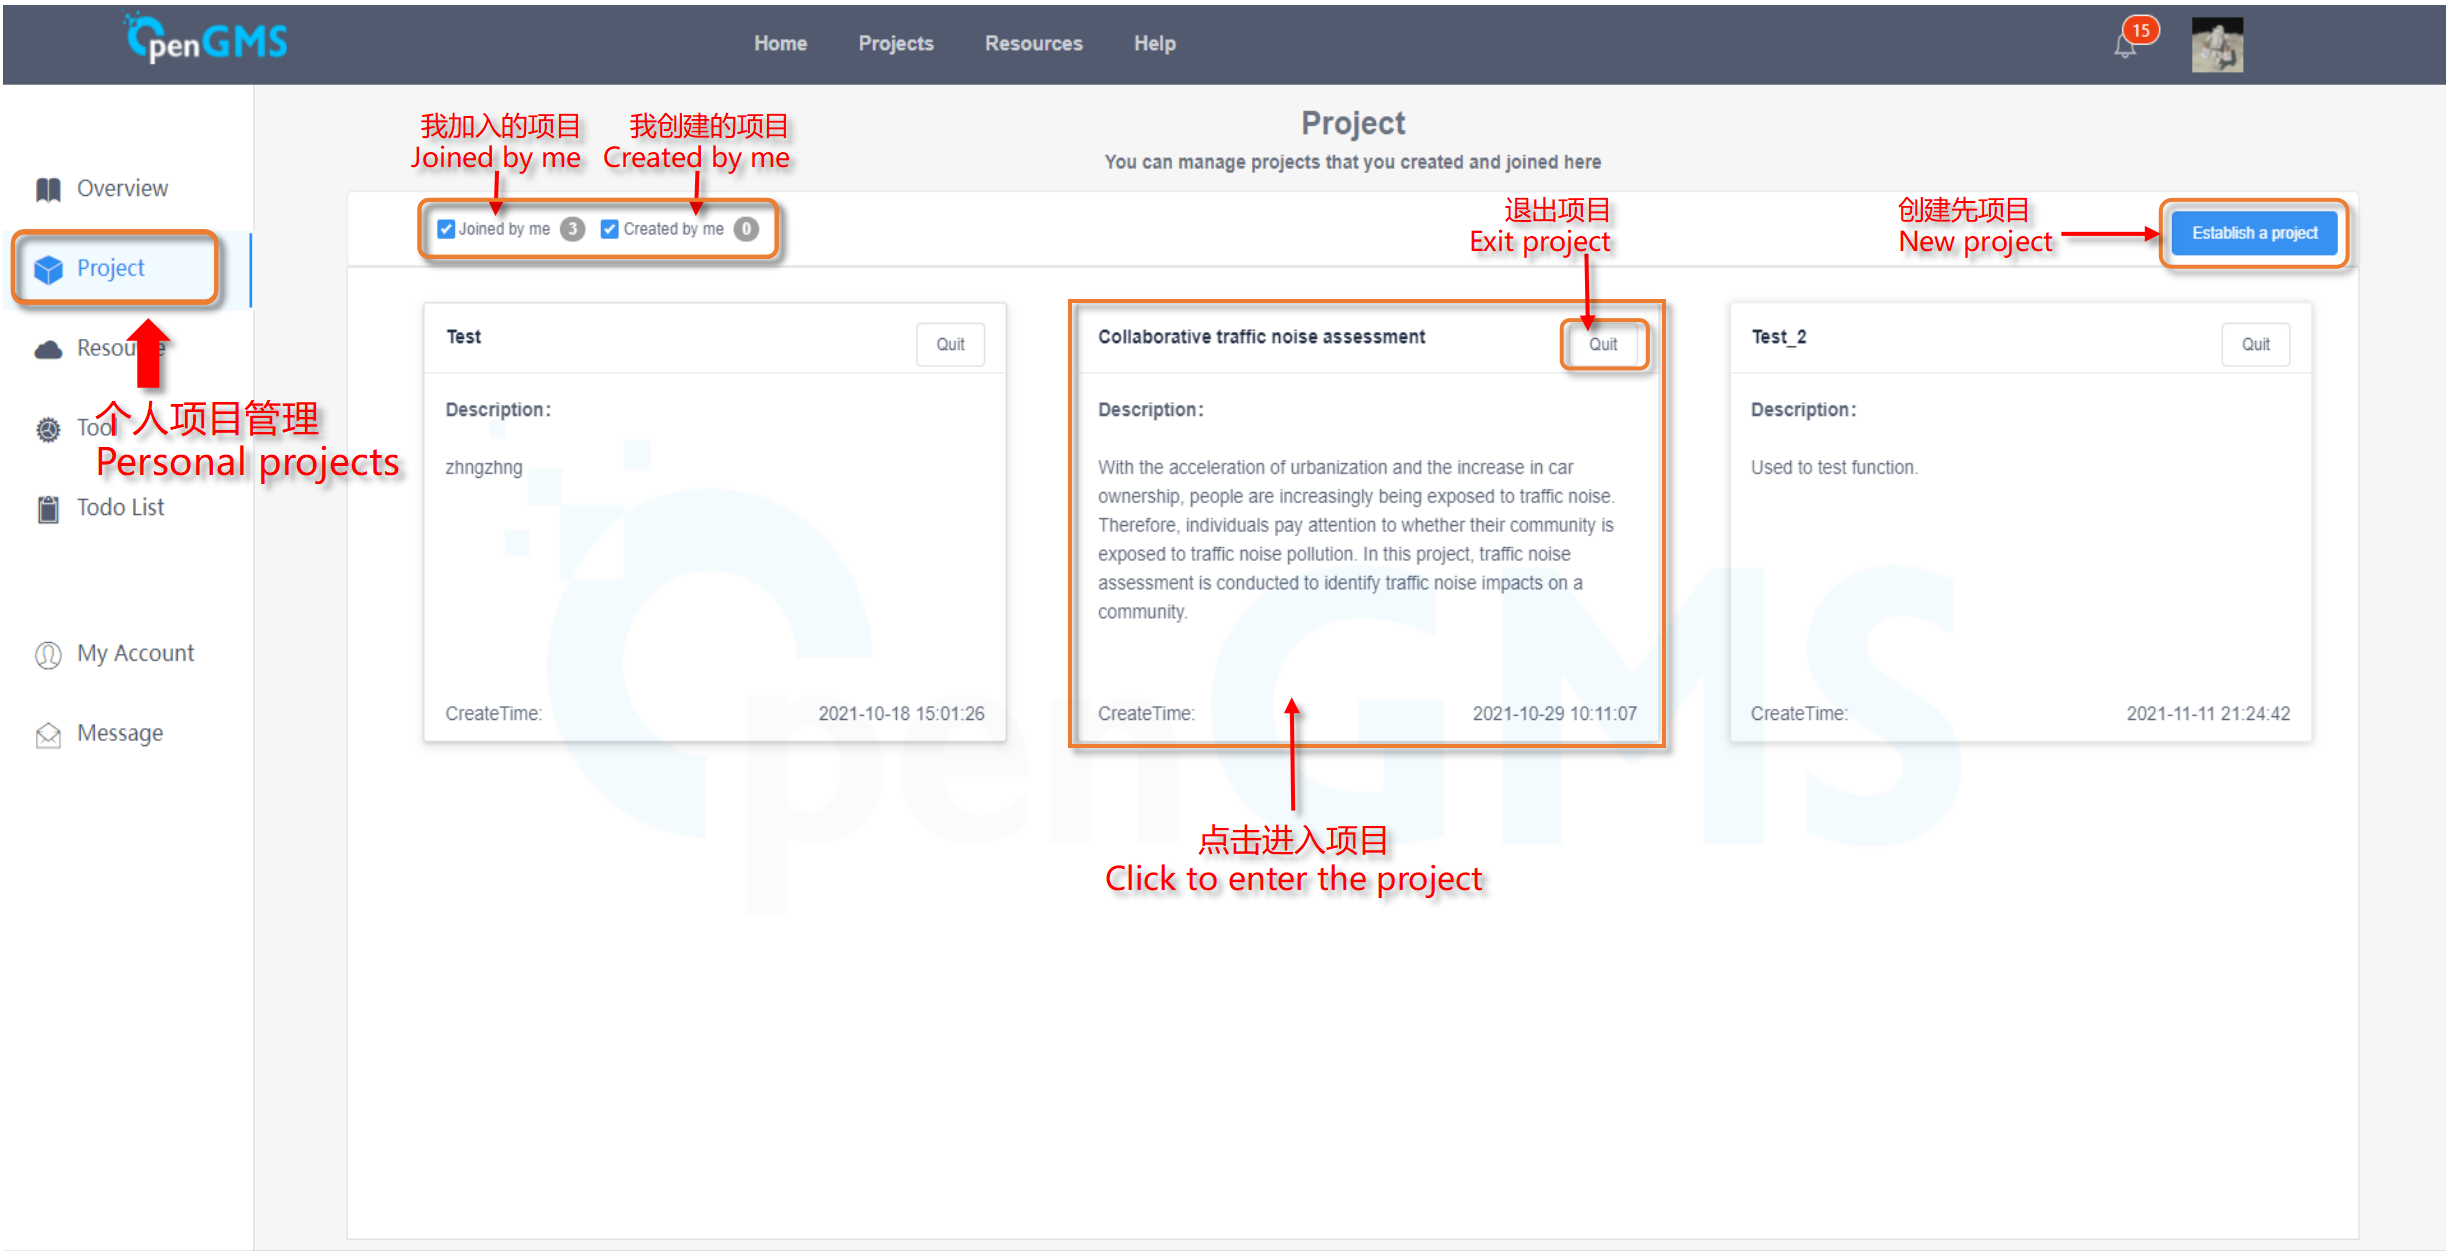 OpenGMS
Home Projects Resources Help
15
Project
You can manage projects that you created and joined here
我加入的项目
Joined by me
我创建的项目
Created by me
Joined by me 3 Created by me 0
退出项目
Exit project
创建先项目
New project
Establish a project
Overview
Project
Resource
Tool
Todo List
My Account
Message
个人项目管理
Personal projects
Test
Quit
Description:
zhngzhng
CreateTime: 2021-10-18 15:01:26
Collaborative traffic noise assessment
Quit
Description:
With the acceleration of urbanization and the increase in car
ownership, people are increasingly being exposed to traffic noise.
Therefore, individuals pay attention to whether their community is
exposed to traffic noise pollution. In this project, traffic noise
assessment is conducted to identify traffic noise impacts on a
community.
CreateTime: 2021-10-29 10:11:07
Test_2
Quit
Description:
Used to test function.
CreateTime: 2021-11-11 21:24:42
点击进入项目
Click to enter the project
OpenGMS